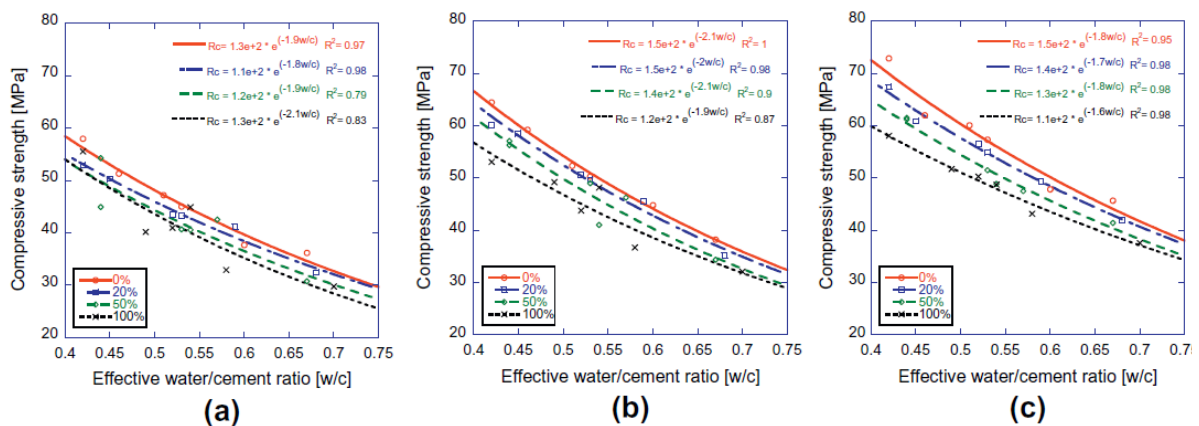 80
70
60
50
40
30
20
Compressive strength [MPa]
Rc= 1.3e+2 * e(-1.9w/c) R2= 0.97
Rc= 1.1e+2 * e(-1.8w/c) R2= 0.98
Rc = 1.2e+2 * e(-1.9w/c) R2= 0.79
Rc = 1.3e+2 * e(-2.1w/c) R2= 0.83
0%
20%
50%
100%
0.4 0.45 0.5 0.55 0.6 0.65 0.7 0.75
Effective water/cement ratio [w/c]
(a)
80
70
60
50
40
30
20
Compressive strength [MPa]
Rc = 1.5e+2 * e(-2.1w/c) R2= 1
Rc = 1.5e+2 * e(-2w/c) R2= 0.98
Rc = 1.4e+2 * e(-2.1w/c) R2= 0.9
Rc = 1.2e+2 * e(-1.9w/c) R2= 0.87
0%
20%
50%
100%
0.4 0.45 0.5 0.55 0.6 0.65 0.7 0.75
Effective water/cement ratio [w/c]
(b)
80
70
60
50
40
30
20
Compressive strength [MPa]
Rc = 1.5e+2 * e(-1.8w/c) R2= 0.95
Rc = 1.4e+2 * e(-1.7w/c) R2= 0.98
Rc = 1.3e+2 * e(-1.8w/c) R2= 0.98
Rc = 1.1e+2 * e(-1.6w/c) R2= 0.98
0%
20%
50%
100%
0.4 0.45 0.5 0.55 0.6 0.65 0.7 0.75
Effective water/cement ratio [w/c]
(c)